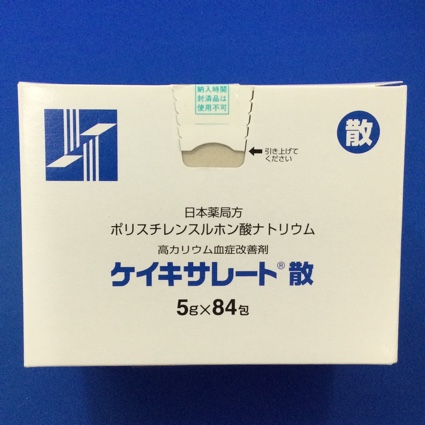 納入時開
封済品は
使用不可
引き上げて
ください
散
日本薬局方
ポリスチレンスルホン酸ナトリウム
高カリウム血症改善剤
ケイキサレート®散
5g×84包